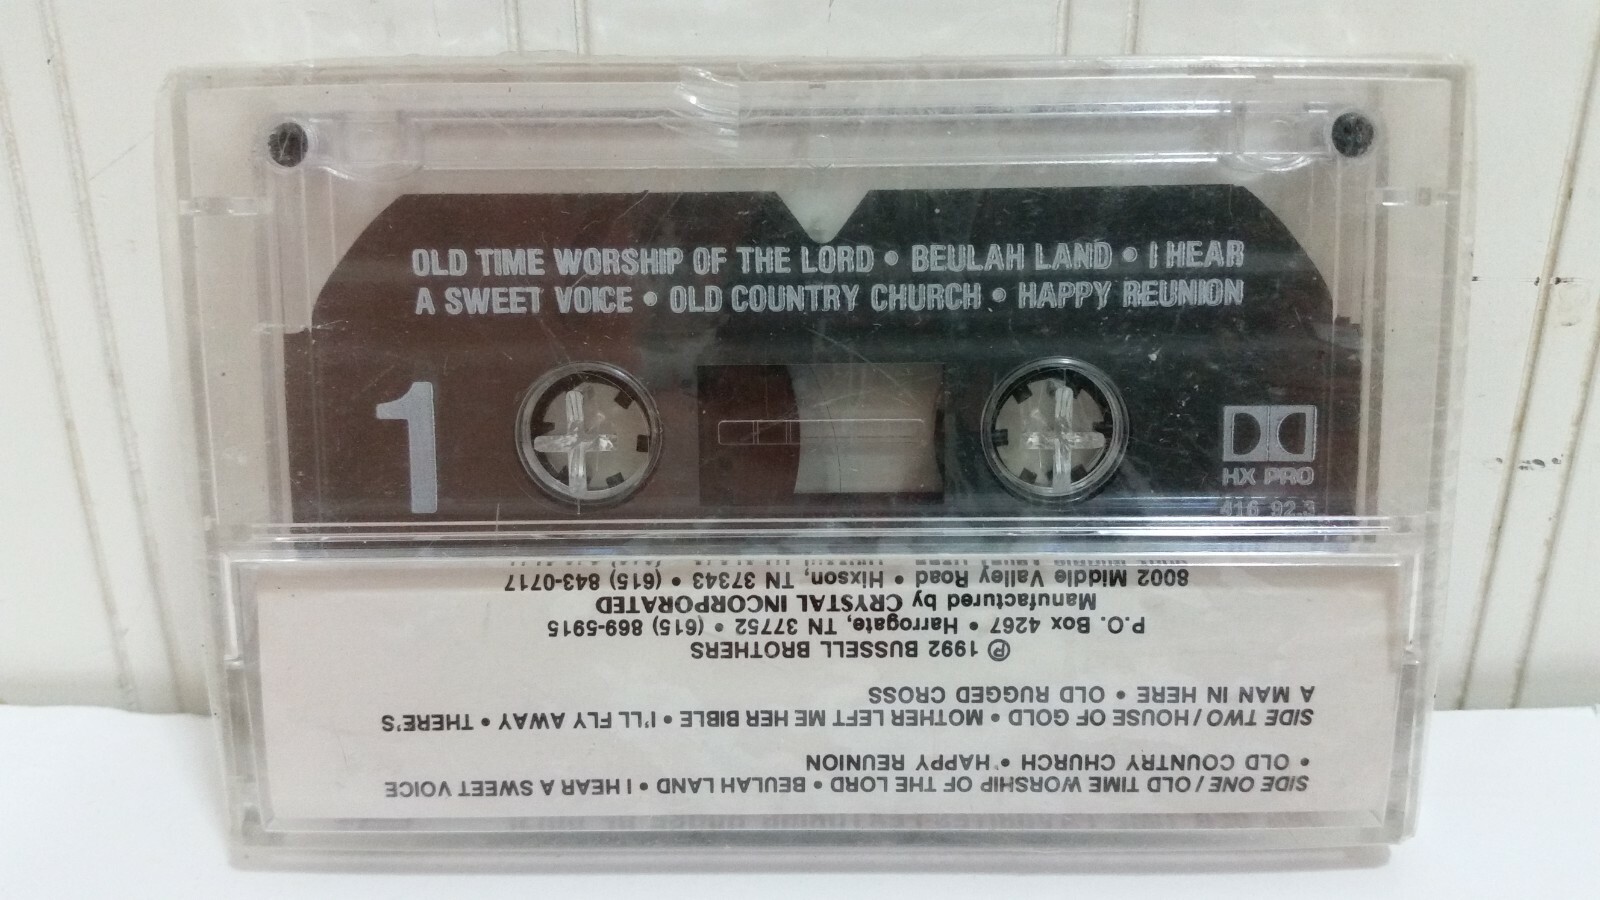 OLD TIME WORSHIP OF THE LORD • BEULAH LAND • I HEAR
A SWEET VOICE • OLD COUNTRY CHURCH • HAPPY REUNION
1
HX PRO
416 92.3
SIDE ONE / OLD TIME WORSHIP OF THE LORD • BEULAH LAND • I HEAR A SWEET VOICE
• OLD COUNTRY CHURCH • HAPPY REUNION
SIDE TWO / HOUSE OF GOLD • MOTHER LEFT ME HER BIBLE • I'LL FLY AWAY • THERE'S
A MAN IN HERE • OLD RUGGED CROSS
℗ 1992 BUSSELL BROTHERS
P.O. Box 4267 • Harrogate, TN 37752 • (615) 869-5915
Manufactured by CRYSTAL INCORPORATED
8002 Middle Valley Road • Hixson, TN 37343 • (615) 843-0717